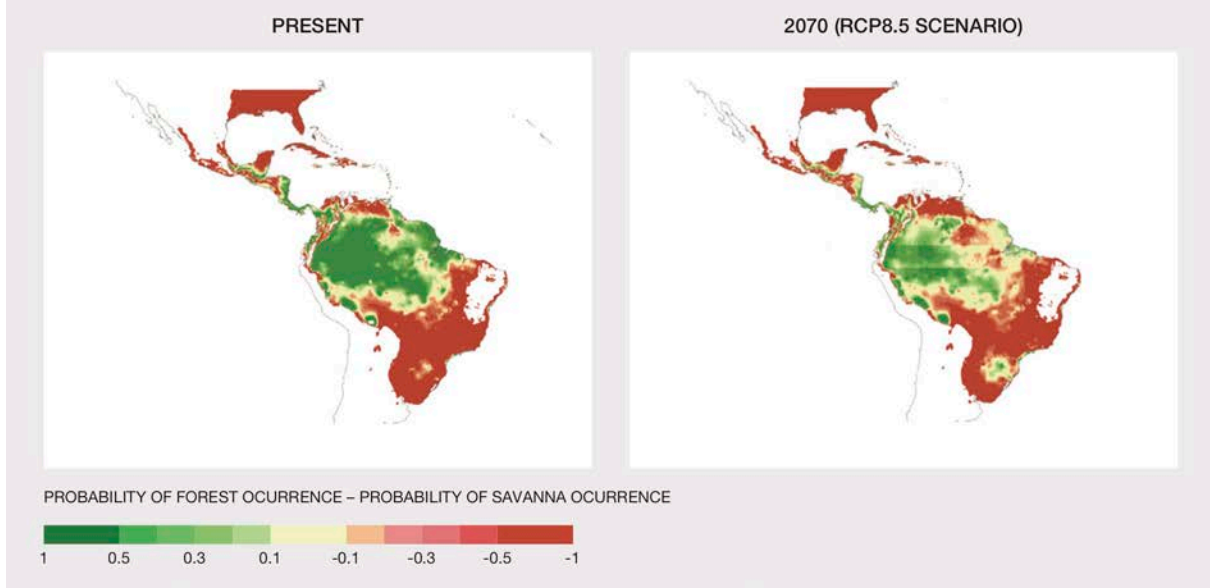 PRESENT
2070 (RCP8.5 SCENARIO)
PROBABILITY OF FOREST OCURRENCE – PROBABILITY OF SAVANNA OCURRENCE
1 0.5 0.3 0.1 -0.1 -0.3 -0.5 -1